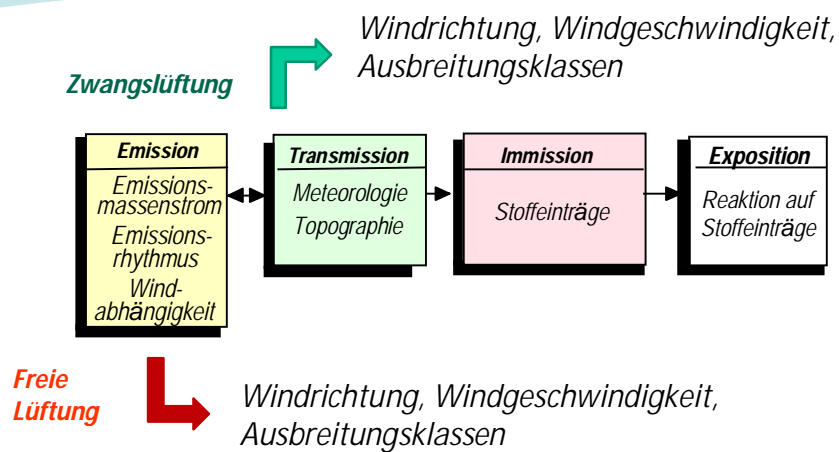 Windrichtung, Windgeschwindigkeit,
Ausbreitungsklassen
Zwangslüftung
Emission
Emissions-
massenstrom
Emissions-
rhythmus
Wind-
abhängigkeit
Transmission
Meteorologie
Topographie
Immission
Stoffeinträge
Exposition
Reaktion auf
Stoffeinträge
Freie
Lüftung
Windrichtung, Windgeschwindigkeit,
Ausbreitungsklassen